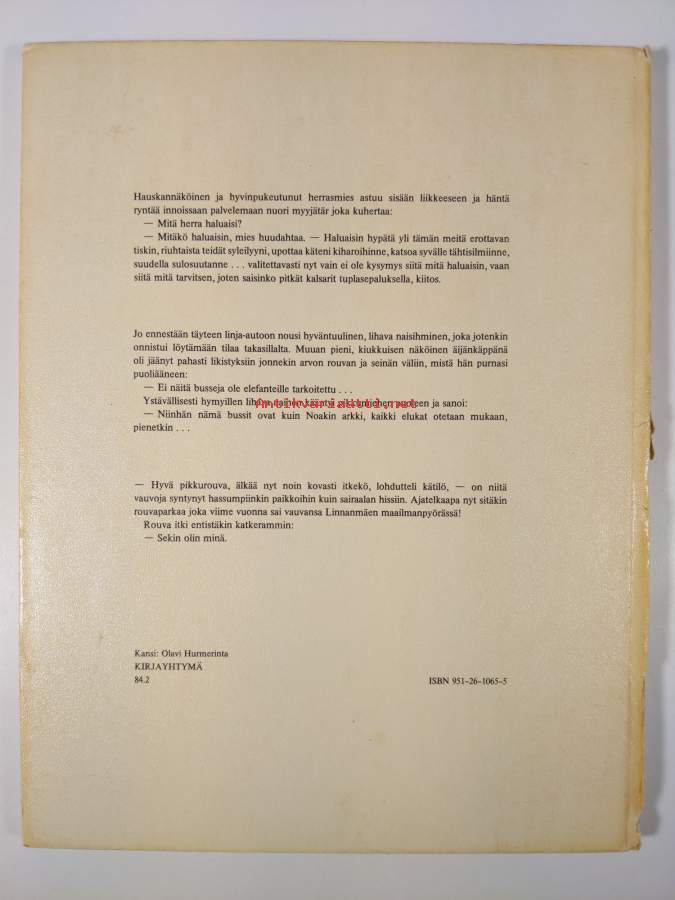 Hauskannäköinen ja hyvinpukeutunut herrasmies astuu sisään liikkeeseen ja häntä
ryntää innoissaan palvelemaan nuori myyjätär joka kuhertaa:
— Mitä herra haluaisi?
— Mitäkö haluaisin, mies huudahtaa. — Haluaisin hypätä yli tämän meitä erottavan
tiskin, riuhtaista teidät syleilyyni, upottaa käteni kiharoihinne, katsoa syvälle tähtisilmiinne,
suudella sulosuutanne . . . valitettavasti nyt vain ei ole kysymys siitä mitä haluaisin, vaan
siitä mitä tarvitsen, joten saisinko pitkät kalsarit tuplasepaluksella, kiitos.
Jo ennestään täyteen linja-autoon nousi hyväntuulinen, lihava naisihminen, joka jotenkin
onnistui löytämään tilaa takasillalta. Muuan pieni, kiukkuisen näköinen äijänkäppänä
oli jäänyt pahasti likistyksiin jonnekin arvon rouvan ja seinän väliin, mistä hän purnasi
puoliääneen:
— Ei näitä busseja ole elefanteille tarkoitettu . . .
Ystävällisesti hymyillen lihava nainen kääntyi pikkumiehen puoleen ja sanoi:
— Niinhän nämä bussit ovat kuin Noakin arkki, kaikki elukat otetaan mukaan,
pienetkin . . .
— Hyvä pikkurouva, älkää nyt noin kovasti itkekö, lohdutteli kätilö, — on niitä
vauvoja syntynyt hassumpiinkin paikkoihin kuin sairaalan hissiin. Ajatelkaapa nyt sitäkin
rouvaparkaa joka viime vuonna sai vauvansa Linnanmäen maailmanpyörässä!
Rouva itki entistäkin katkerammin:
— Sekin olin minä.
Kansi: Olavi Hurmerinta
KIRJAYHTYMÄ
84.2
ISBN 951-26-1065-5